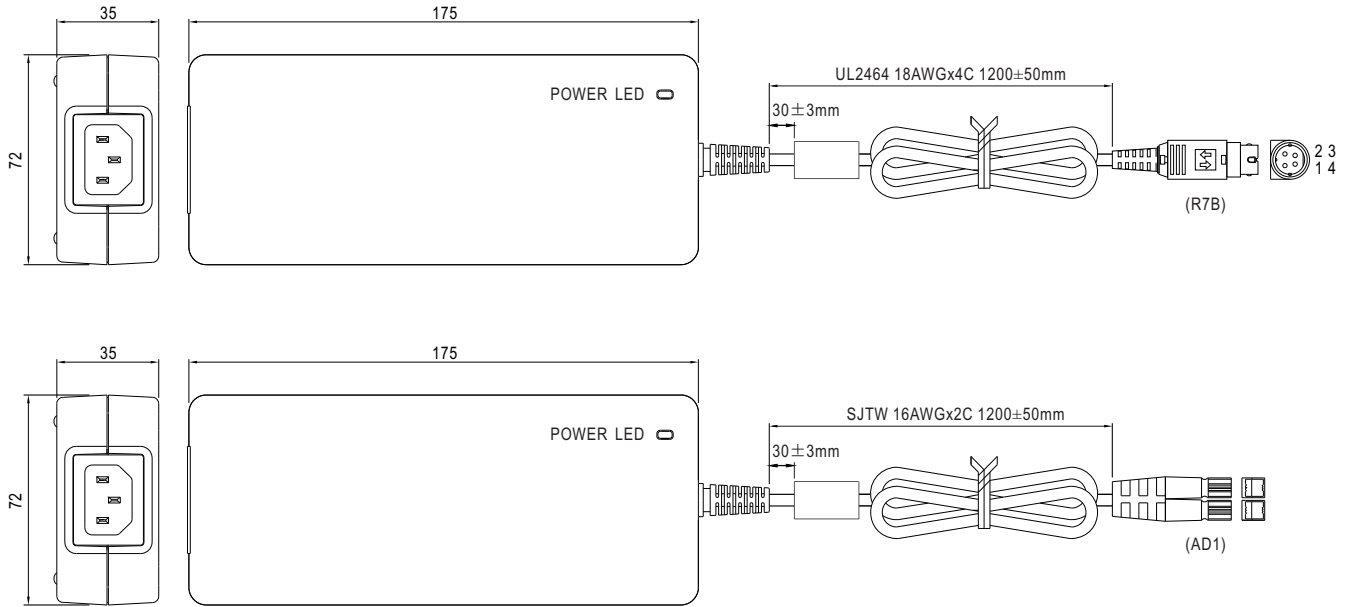 35
175
72
POWER LED
UL2464 18AWGx4C 1200±50mm
30±3mm
2 3
1 4
(R7B)
35
175
72
POWER LED
SJTW 16AWGx2C 1200±50mm
30±3mm
(AD1)